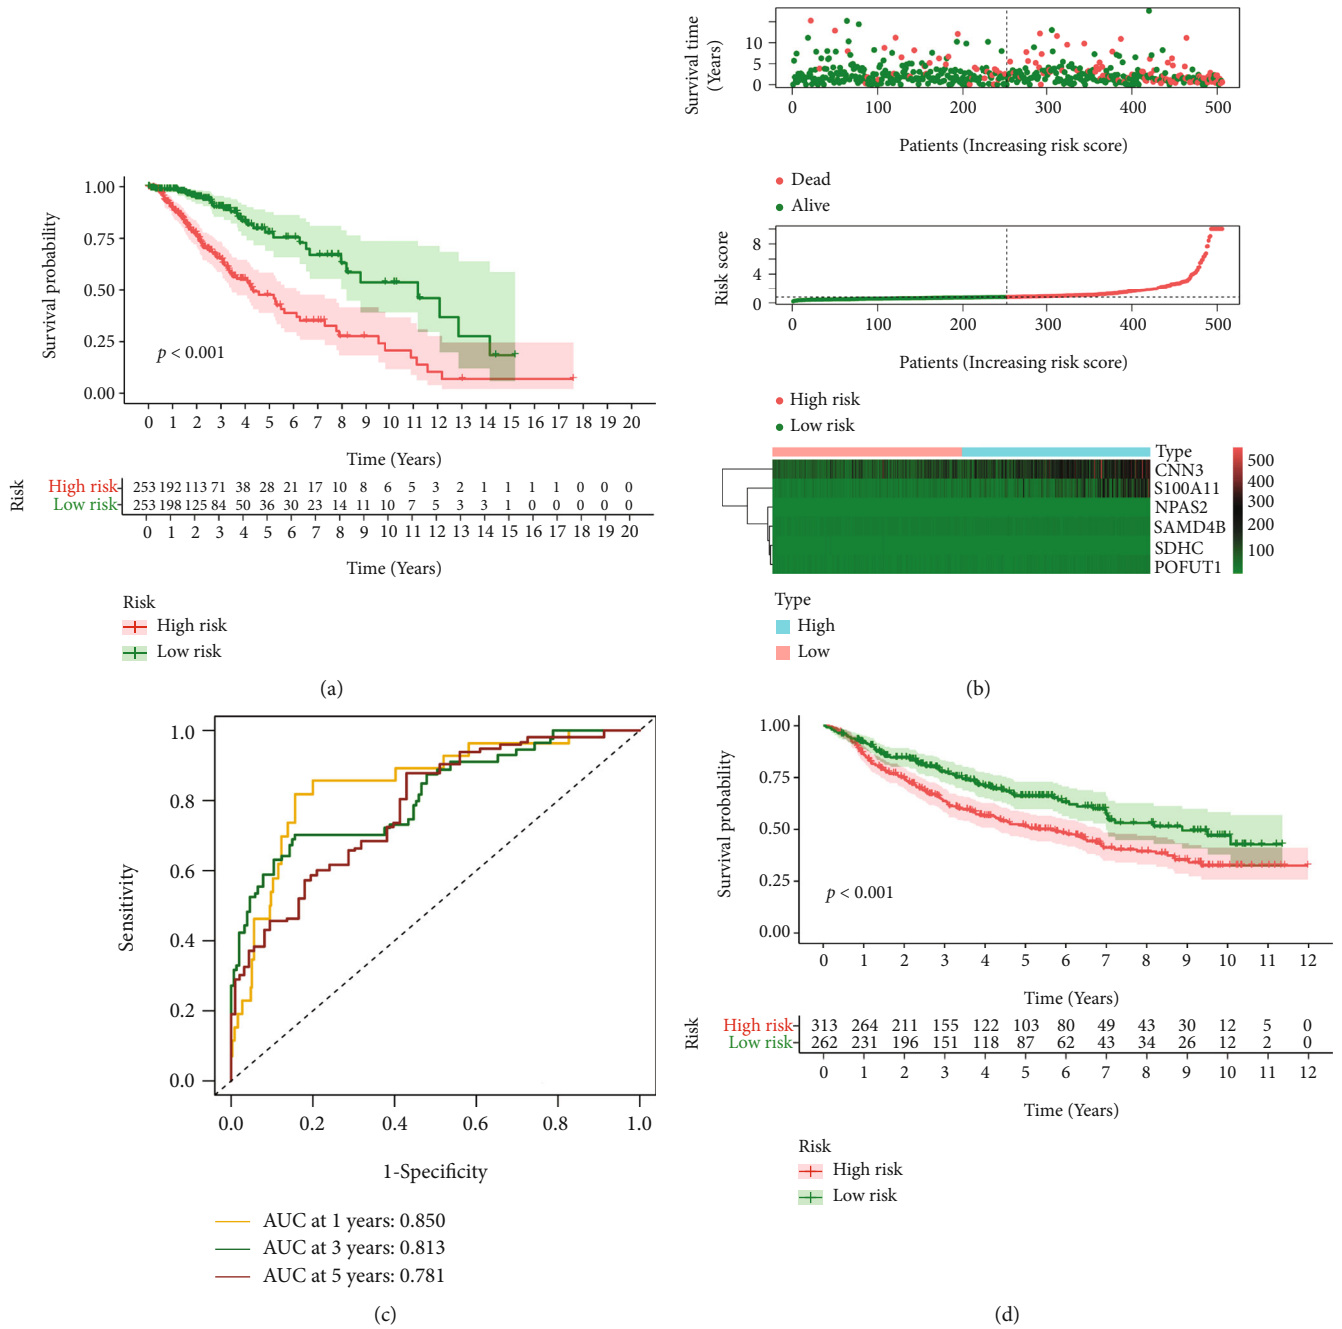 1.00
0.75
0.50
0.25
0.00
Survival probability
p < 0.001
0 1 2 3 4 5 6 7 8 9 10 11 12 13 14 15 16 17 18 19 20
Time (Years)
Risk
High risk 253 192 113 71 38 28 21 17 10 8 6 5 3 2 1 1 1 1 0 0 0
Low risk 253 198 125 84 50 36 30 23 14 11 10 7 5 3 3 1 0 0 0 0 0
0 1 2 3 4 5 6 7 8 9 10 11 12 13 14 15 16 17 18 19 20
Time (Years)
Risk
High risk
Low risk
(a)
Survival time
(Years)
10
5
0
0 100 200 300 400 500
Patients (Increasing risk score)
Dead
Alive
Risk score
8
4
0
0 100 200 300 400 500
Patients (Increasing risk score)
High risk
Low risk
Type
CNN3
S100A11
NPAS2
SAMD4B
SDHC
POFUT1
500
400
300
200
100
Type
High
Low
(b)
1.0
0.8
0.6
0.4
0.2
0.0
Sensitivity
0.0 0.2 0.4 0.6 0.8 1.0
1-Specificity
AUC at 1 years: 0.850
AUC at 3 years: 0.813
AUC at 5 years: 0.781
(c)
1.00
0.75
0.50
0.25
0.00
Survival probability
p < 0.001
0 1 2 3 4 5 6 7 8 9 10 11 12
Time (Years)
Risk
High risk 313 264 211 155 122 103 80 49 43 30 12 5 0
Low risk 262 231 196 151 118 87 62 43 34 26 12 2 0
0 1 2 3 4 5 6 7 8 9 10 11 12
Time (Years)
Risk
High risk
Low risk
(d)